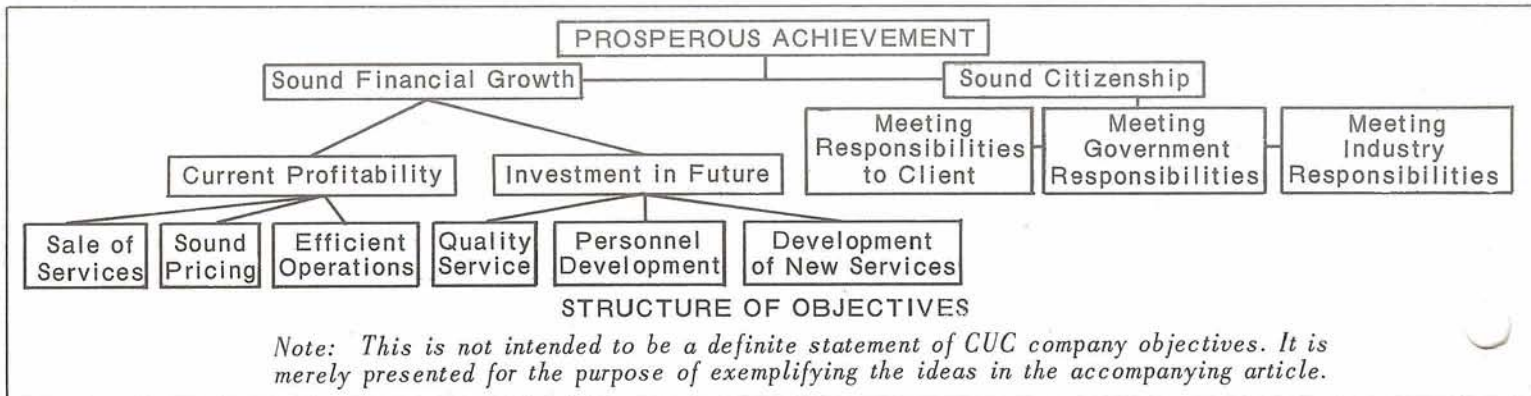 PROSPEROUS ACHIEVEMENT
Sound Financial Growth
Sound Citizenship
Meeting
Responsibilities
to Client
Meeting
Government
Responsibilities
Meeting
Industry
Responsibilities
Current Profitability
Investment in Future
Sale of
Services
Sound
Pricing
Efficient
Operations
Quality
Service
Personnel
Development
Development
of New Services
STRUCTURE OF OBJECTIVES
Note: This is not intended to be a definite statement of CUC company objectives. It is
merely presented for the purpose of exemplifying the ideas in the accompanying article.